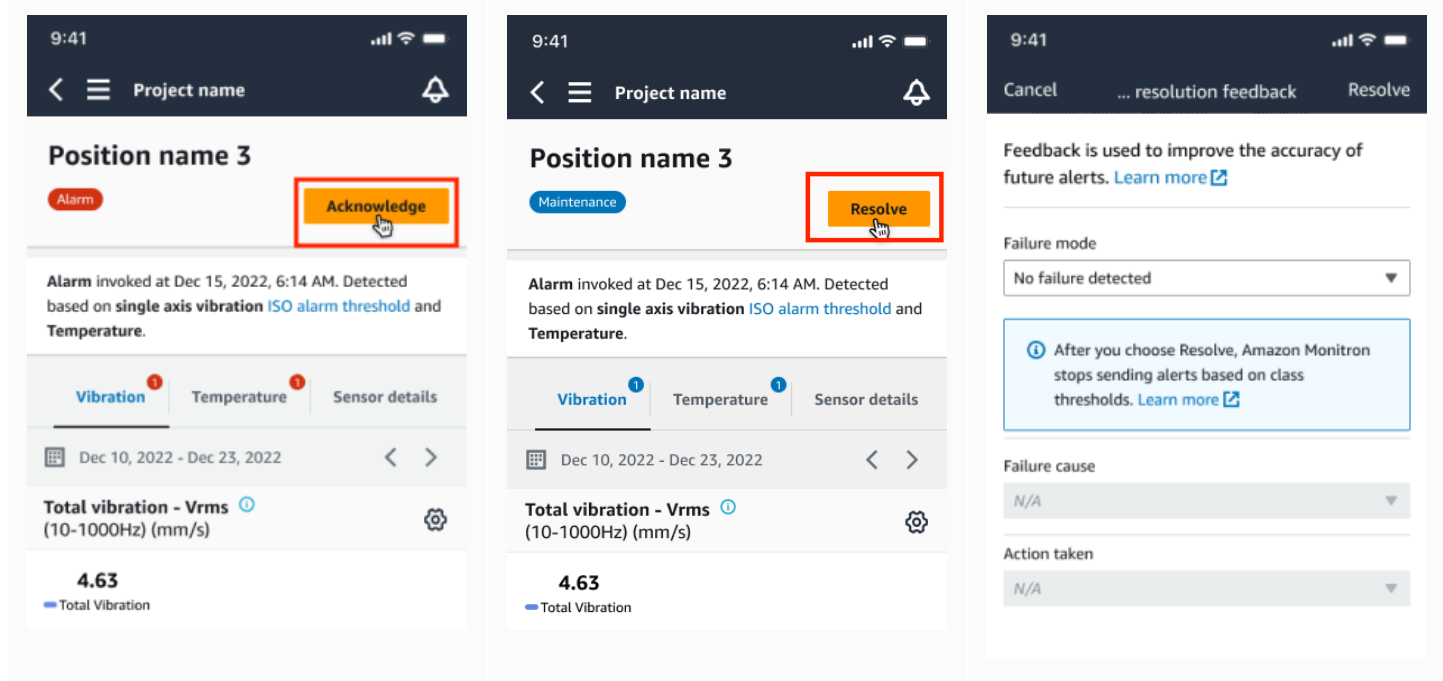 9:41
Project name
Position name 3
Alarm
Acknowledge
Alarm invoked at Dec 15, 2022, 6:14 AM. Detected
based on single axis vibration ISO alarm threshold and
Temperature.
Vibration 1 Temperature 1 Sensor details
Dec 10, 2022 - Dec 23, 2022
Total vibration - Vrms
(10-1000Hz) (mm/s)
4.63
Total Vibration
9:41
Project name
Position name 3
Maintenance
Resolve
Alarm invoked at Dec 15, 2022, 6:14 AM. Detected
based on single axis vibration ISO alarm threshold and
Temperature.
Vibration 1 Temperature 1 Sensor details
Dec 10, 2022 - Dec 23, 2022
Total vibration - Vrms
(10-1000Hz) (mm/s)
4.63
Total Vibration
9:41
Cancel ... resolution feedback Resolve
Feedback is used to improve the accuracy of
future alerts. Learn more
Failure mode
No failure detected
After you choose Resolve, Amazon Monitron
stops sending alerts based on class
thresholds. Learn more
Failure cause
N/A
Action taken
N/A